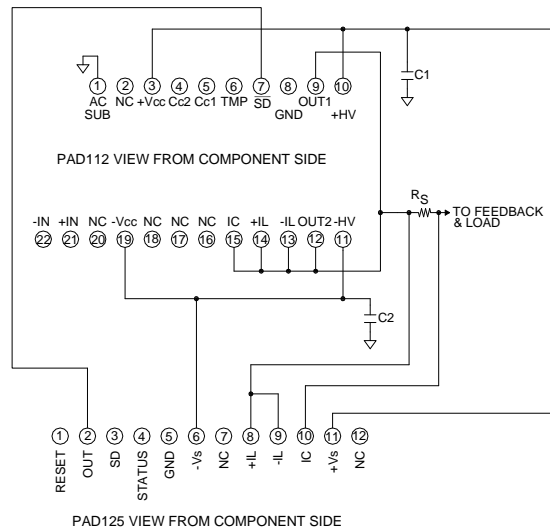 1 2 3 4 5 6 7 8 9 10
AC SUB NC +Vcc Cc2 Cc1 TMP SD GND OUT1 +HV
C1
PAD112 VIEW FROM COMPONENT SIDE
RS
TO FEEDBACK
& LOAD
-IN +IN NC -Vcc NC NC NC IC +IL -IL OUT2 -HV
22 21 20 19 18 17 16 15 14 13 12 11
C2
1 2 3 4 5 6 7 8 9 10 11 12
RESET OUT SD STATUS GND -Vs NC +IL -IL IC +Vs NC
PAD125 VIEW FROM COMPONENT SIDE